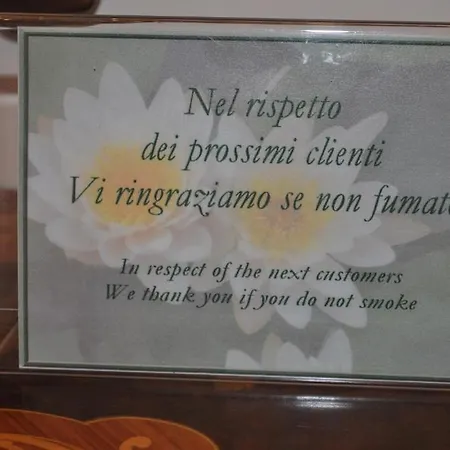 Nel rispetto
dei prossimi clienti
Vi ringraziamo se non fumate
In respect of the next customers
We thank you if you do not smoke